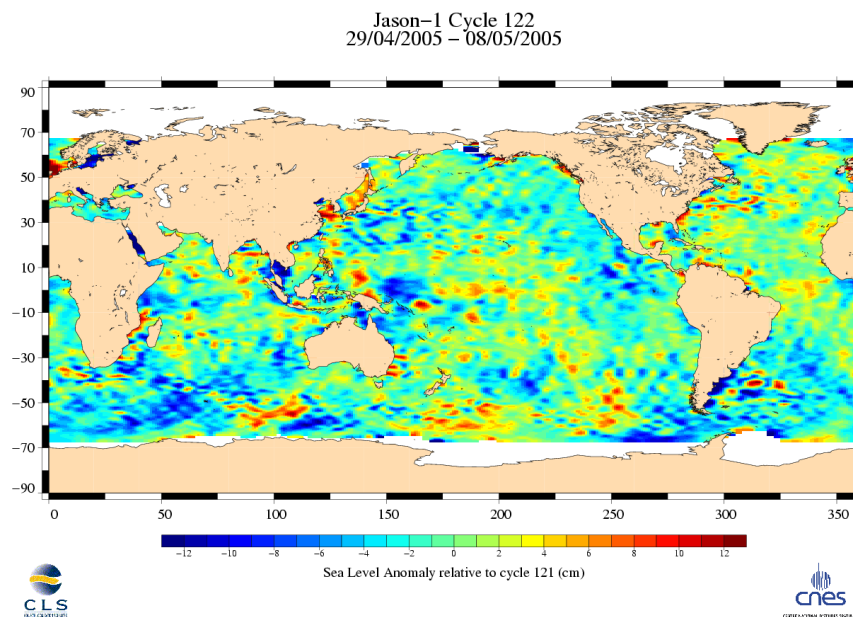 Jason−1 Cycle 122
29/04/2005 − 08/05/2005
90
70
50
30
10
−10
−30
−50
−70
−90
0 50 100 150 200 250 300 350
−12 −10 −8 −6 −4 −2 0 2 4 6 8 10 12
Sea Level Anomaly relative to cycle 121 (cm)
CLS
cnes